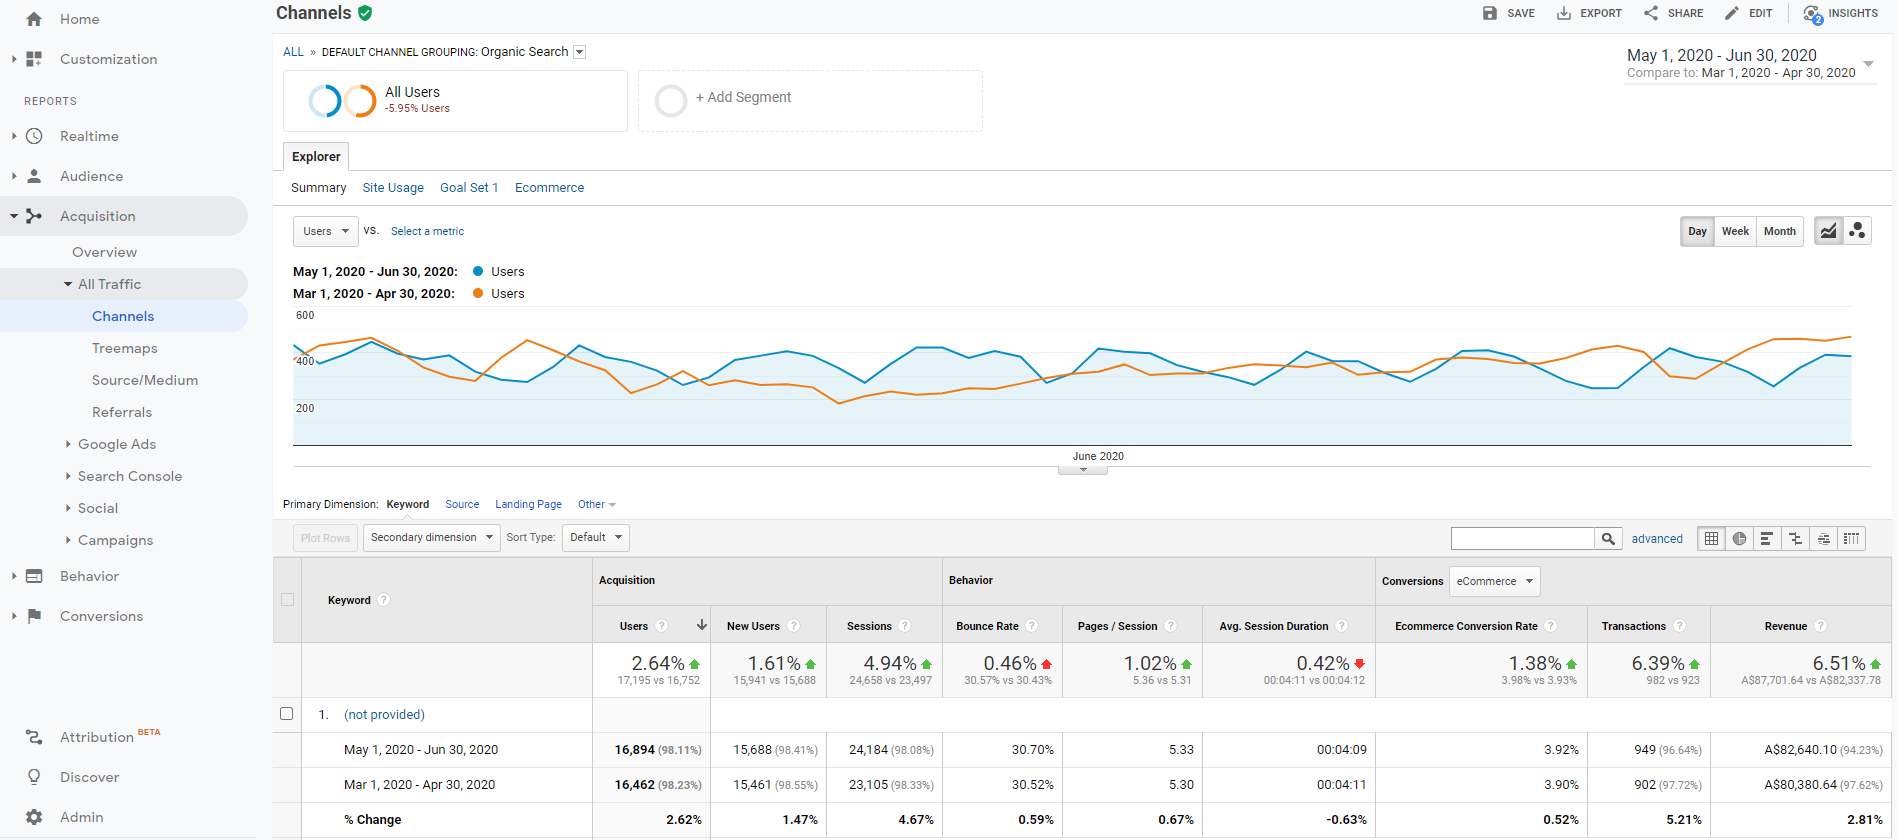 Home
Customization
REPORTS
Realtime
Audience
Acquisition
Overview
All Traffic
Channels
Treemaps
Source/Medium
Referrals
Google Ads
Search Console
Social
Campaigns
Behavior
Conversions
Attribution BETA
Discover
Admin
Channels
SAVE EXPORT SHARE EDIT 2 INSIGHTS
ALL » DEFAULT CHANNEL GROUPING: Organic Search
May 1, 2020 - Jun 30, 2020
Compare to: Mar 1, 2020 - Apr 30, 2020
All Users
-5.95% Users
+ Add Segment
Explorer
Summary Site Usage Goal Set 1 Ecommerce
Users VS. Select a metric
Day Week Month
May 1, 2020 - Jun 30, 2020: Users
Mar 1, 2020 - Apr 30, 2020: Users
600
400
200
June 2020
Primary Dimension: Keyword Source Landing Page Other
Plot Rows Secondary dimension Sort Type: Default advanced
Keyword ?
Acquisition Behavior Conversions eCommerce
Users ? New Users ? Sessions ? Bounce Rate ? Pages / Session ? Avg. Session Duration ? Ecommerce Conversion Rate ? Transactions ? Revenue ?
2.64% 1.61% 4.94% 0.46% 1.02% 0.42% 1.38% 6.39% 6.51%
17,195 vs 16,752 15,941 vs 15,688 24,658 vs 23,497 30.57% vs 30.43% 5.36 vs 5.31 00:04:11 vs 00:04:12 3.98% vs 3.93% 982 vs 923 A$87,701.64 vs A$82,337.78
1. (not provided)
May 1, 2020 - Jun 30, 2020 16,894 (98.11%) 15,688 (98.41%) 24,184 (98.08%) 30.70% 5.33 00:04:09 3.92% 949 (96.64%) A$82,640.10 (94.23%)
Mar 1, 2020 - Apr 30, 2020 16,462 (98.23%) 15,461 (98.55%) 23,105 (98.33%) 30.52% 5.30 00:04:11 3.90% 902 (97.72%) A$80,380.64 (97.62%)
% Change 2.62% 1.47% 4.67% 0.59% 0.67% -0.63% 0.52% 5.21% 2.81%